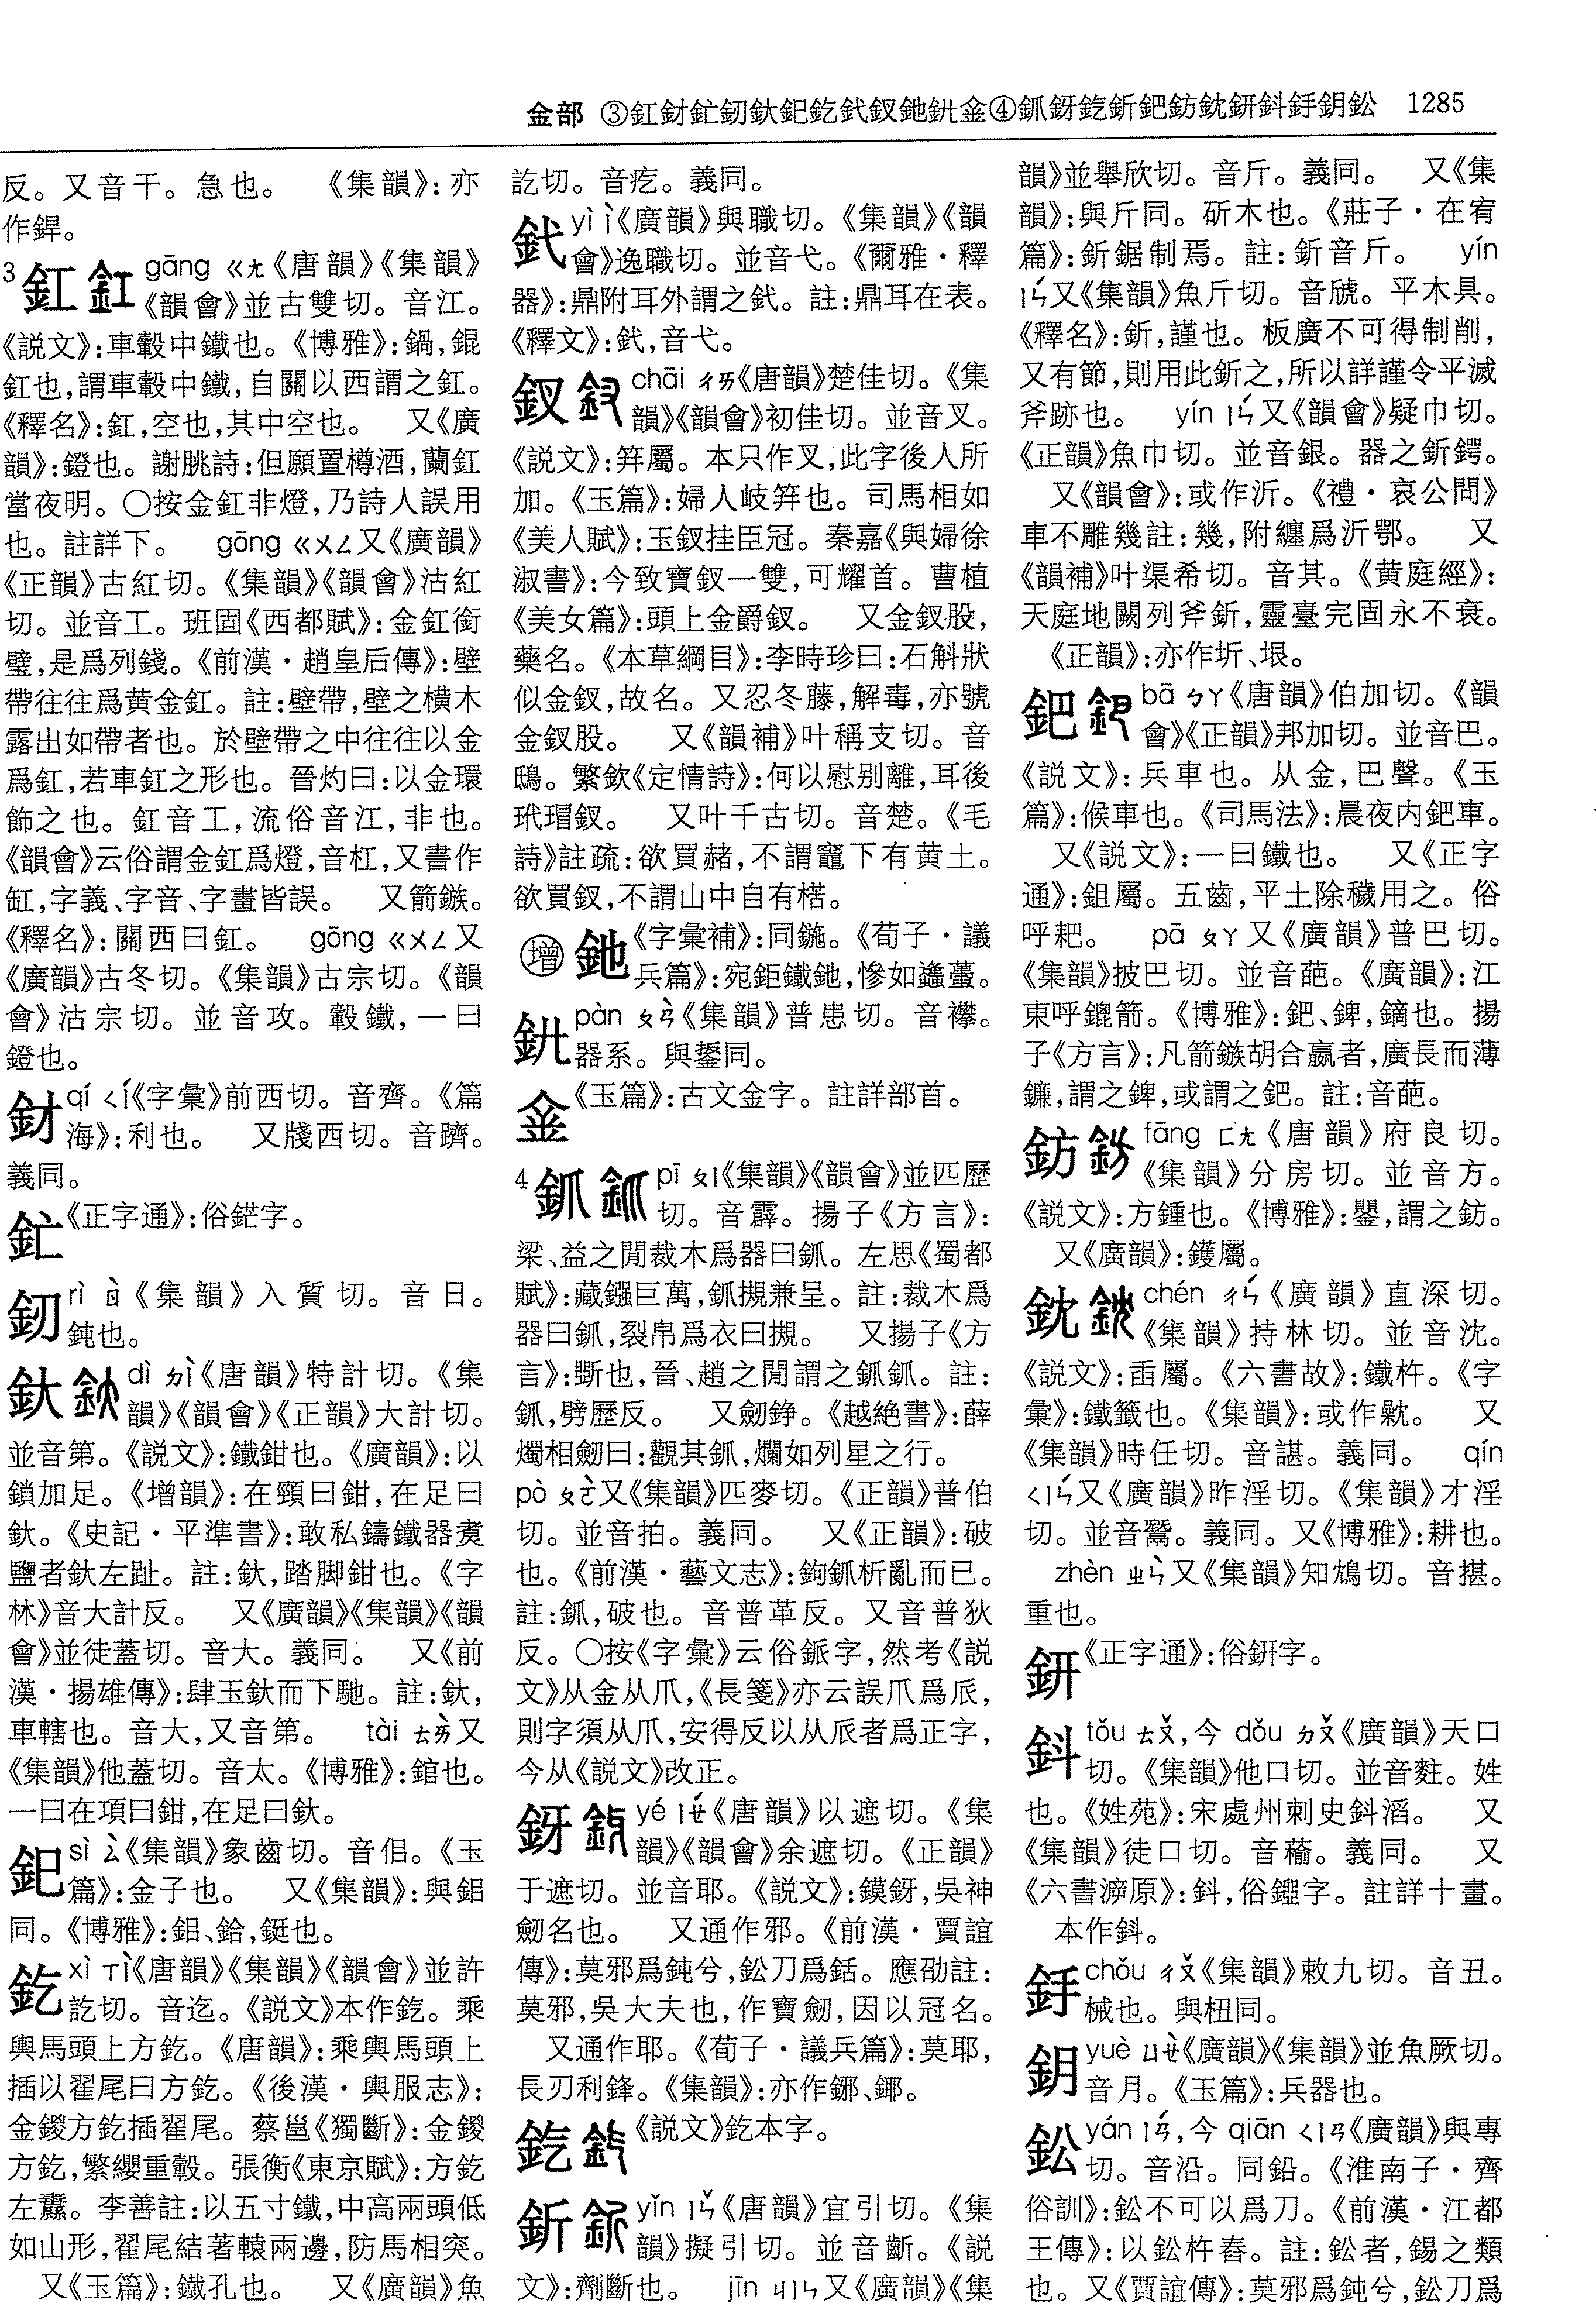 金部 ③釭釮釯釰釱釲釳釴釵釶𨥁𨤾④釽釾釳釿鈀鈁鈂鈃鈄鈕鈅鈆 1285
反。又音干。急也。 《集韻》:亦
作銲。
3 釭 gāng ㄍㄤ《唐韻》《集韻》
《韻會》並古雙切。音江。
《説文》:車轂中鐵也。《博雅》:鍋,錕
釭也,謂車轂中鐵,自關以西謂之釭。
《釋名》:釭,空也,其中空也。 又《廣
韻》:鐙也。謝朓詩:但願置樽酒,蘭釭
當夜明。〇按金釭非燈,乃詩人誤用
也。註詳下。 gōng ㄍㄨㄥ又《廣韻》
《正韻》古紅切。《集韻》《韻會》沽紅
切。並音工。班固《西都賦》:金釭銜
璧,是爲列錢。《前漢・趙皇后傳》:壁
帶往往爲黄金釭。註:壁帶,壁之横木
露出如帶者也。於壁帶之中往往以金
爲釭,若車釭之形也。晉灼曰:以金環
飾之也。釭音工,流俗音江,非也。
《韻會》云俗謂金釭爲燈,音杠,又書作
缸,字義、字音、字畫皆誤。 又箭鏃。
《釋名》:關西曰釭。 gōng ㄍㄨㄥ又
《廣韻》古冬切。《集韻》古宗切。《韻
會》沽宗切。並音攻。轂鐵,一曰
鐙也。
釮 qí ㄑㄧˊ《字彙》前西切。音齊。《篇
海》:利也。 又牋西切。音躋。
義同。
釯《正字通》:俗鋩字。
釰 rì ㄖˋ《集韻》入質切。音日。
鈍也。
釱 dì ㄉㄧˋ《唐韻》特計切。《集
韻》《韻會》《正韻》大計切。
並音第。《説文》:鐵鉗也。《廣韻》:以
鎖加足。《增韻》:在頸曰鉗,在足曰
釱。《史記・平準書》:敢私鑄鐵器煑
鹽者釱左趾。註:釱,踏脚鉗也。《字
林》音大計反。 又《廣韻》《集韻》《韻
會》並徒蓋切。音大。義同。 又《前
漢・揚雄傳》:肆玉釱而下馳。註:釱,
車轄也。音大,又音第。 tài ㄊㄞˋ又
《集韻》他蓋切。音太。《博雅》:錧也。
一曰在項曰鉗,在足曰釱。
釲 sì ㄙˋ《集韻》象齒切。音佀。《玉
篇》:金子也。 又《集韻》:與鉊
同。《博雅》:鉊、鉿,鋌也。
釳 xì ㄒㄧˋ《唐韻》《集韻》《韻會》並許
訖切。音迄。《説文》本作釳。乘
輿馬頭上方釳。《唐韻》:乘輿馬頭上
插以翟尾曰方釳。《後漢・輿服志》:
金鍐方釳插翟尾。蔡邕《獨斷》:金鍐
方釳,繁纓重轂。張衡《東京賦》:方釳
左纛。李善註:以五寸鐵,中高兩頭低
如山形,翟尾結著轅兩邊,防馬相突。
又《玉篇》:鐵孔也。 又《廣韻》魚
訖切。音疙。義同。
釴 yì ㄧˋ《廣韻》與職切。《集韻》《韻
會》逸職切。並音弋。《爾雅・釋
器》:鼎附耳外謂之釴。註:鼎耳在表。
《釋文》:釴,音弋。
釵 chāi ㄔㄞ《唐韻》楚佳切。《集
韻》《韻會》初佳切。並音叉。
《説文》:笄屬。本只作叉,此字後人所
加。《玉篇》:婦人岐笄也。司馬相如
《美人賦》:玉釵挂臣冠。秦嘉《與婦徐
淑書》:今致寶釵一雙,可耀首。曹植
《美女篇》:頭上金爵釵。 又金釵股,
藥名。《本草綱目》:李時珍曰:石斛狀
似金釵,故名。又忍冬藤,解毒,亦號
金釵股。 又《韻補》叶稱支切。音
鴟。繁欽《定情詩》:何以慰别離,耳後
玳瑁釵。 又叶千古切。音楚。《毛
詩》註疏:欲買赭,不謂竈下有黄土。
欲買釵,不謂山中自有楛。
增 釶《字彙補》:同鍦。《荀子・議
兵篇》:宛鉅鐵釶,慘如蠭蠆。
𨥁 pàn ㄆㄢˋ《集韻》普患切。音襻。
器系。與鋬同。
𨤾《玉篇》:古文金字。註詳部首。
4 釽 pī ㄆㄧ《集韻》《韻會》並匹歷
切。音霹。揚子《方言》:
梁、益之閒裁木爲器曰釽。左思《蜀都
賦》:藏鏹巨萬,釽摫兼呈。註:裁木爲
器曰釽,裂帛爲衣曰摫。 又揚子《方
言》:斲也,晉、趙之閒謂之釽釽。註:
釽,劈歷反。 又劒錚。《越絶書》:薛
燭相劒曰:觀其釽,爛如列星之行。
pò ㄆㄛˋ又《集韻》匹麥切。《正韻》普伯
切。並音拍。義同。 又《正韻》:破
也。《前漢・藝文志》:鉤釽析亂而已。
註:釽,破也。音普革反。又音普狄
反。〇按《字彙》云俗鎃字,然考《説
文》从金从爪,《長箋》亦云誤爪爲𠂢,
則字須从爪,安得反以从𠂢者爲正字,
今从《説文》改正。
釾 yé ㄧㄝˊ《唐韻》以遮切。《集
韻》《韻會》余遮切。《正韻》
于遮切。並音耶。《説文》:鏌釾,吳神
劒名也。 又通作邪。《前漢・賈誼
傳》:莫邪爲鈍兮,鈆刀爲銛。應劭註:
莫邪,吳大夫也,作寶劒,因以冠名。
又通作耶。《荀子・議兵篇》:莫耶,
長刃利鋒。《集韻》:亦作鎁、鋣。
釳《説文》釳本字。
釿 yǐn ㄧㄣˇ《唐韻》宜引切。《集
韻》擬引切。並音齗。《説
文》:劑斷也。 jīn ㄐㄧㄣ又《廣韻》《集
韻》並舉欣切。音斤。義同。 又《集
韻》:與斤同。斫木也。《莊子・在宥
篇》:釿鋸制焉。註:釿音斤。 yín
ㄧㄣˊ又《集韻》魚斤切。音虒。平木具。
《釋名》:釿,謹也。板廣不可得制削,
又有節,則用此釿之,所以詳謹令平滅
斧跡也。 yín ㄧㄣˊ又《韻會》疑巾切。
《正韻》魚巾切。並音銀。器之釿鍔。
又《韻會》:或作沂。《禮・哀公問》
車不雕幾註:幾,附纏爲沂鄂。 又
《韻補》叶渠希切。音其。《黄庭經》:
天庭地闕列斧釿,靈臺完固永不衰。
《正韻》:亦作圻、垠。
鈀 bā ㄅㄚ《唐韻》伯加切。《韻
會》《正韻》邦加切。並音巴。
《説文》:兵車也。从金,巴聲。《玉
篇》:候車也。《司馬法》:晨夜内鈀車。
又《説文》:一曰鐵也。 又《正字
通》:鉏屬。五齒,平土除穢用之。俗
呼耙。 pā ㄆㄚ又《廣韻》普巴切。
《集韻》披巴切。並音葩。《廣韻》:江
東呼鎞箭。《博雅》:鈀、錍,鏑也。揚
子《方言》:凡箭鏃胡合嬴者,廣長而薄
鐮,謂之錍,或謂之鈀。註:音葩。
鈁 fāng ㄈㄤ《唐韻》府良切。
《集韻》分房切。並音方。
《説文》:方鍾也。《博雅》:鑋,謂之鈁。
又《廣韻》:鑊屬。
鈂 chén ㄔㄣˊ《廣韻》直深切。
《集韻》持林切。並音沈。
《説文》:臿屬。《六書故》:鐵杵。《字
彙》:鐵籤也。《集韻》:或作㪛。 又
《集韻》時任切。音諶。義同。 qín
ㄑㄧㄣˊ又《廣韻》昨淫切。《集韻》才淫
切。並音鬵。義同。又《博雅》:耕也。
zhèn ㄓㄣˋ又《集韻》知鴆切。音揕。
重也。
鈃《正字通》:俗銒字。
鈄 tǒu ㄊㄡˇ,今 dǒu ㄉㄡˇ《廣韻》天口
切。《集韻》他口切。並音黈。姓
也。《姓苑》:宋處州刺史鈄滔。 又
《集韻》徒口切。音䕱。義同。 又
《六書㴑原》:鈄,俗鋀字。註詳十畫。
本作鈄。
杽 chǒu ㄔㄡˇ《集韻》敕九切。音丑。
械也。與杻同。
鈅 yuè ㄩㄝˋ《廣韻》《集韻》並魚厥切。
音月。《玉篇》:兵器也。
鈆 yán ㄧㄢˊ,今 qiān ㄑㄧㄢ《廣韻》與專
切。音沿。同鉛。《淮南子・齊
俗訓》:鈆不可以爲刀。《前漢・江都
王傳》:以鈆杵舂。註:鈆者,錫之類
也。又《賈誼傳》:莫邪爲鈍兮,鈆刀爲